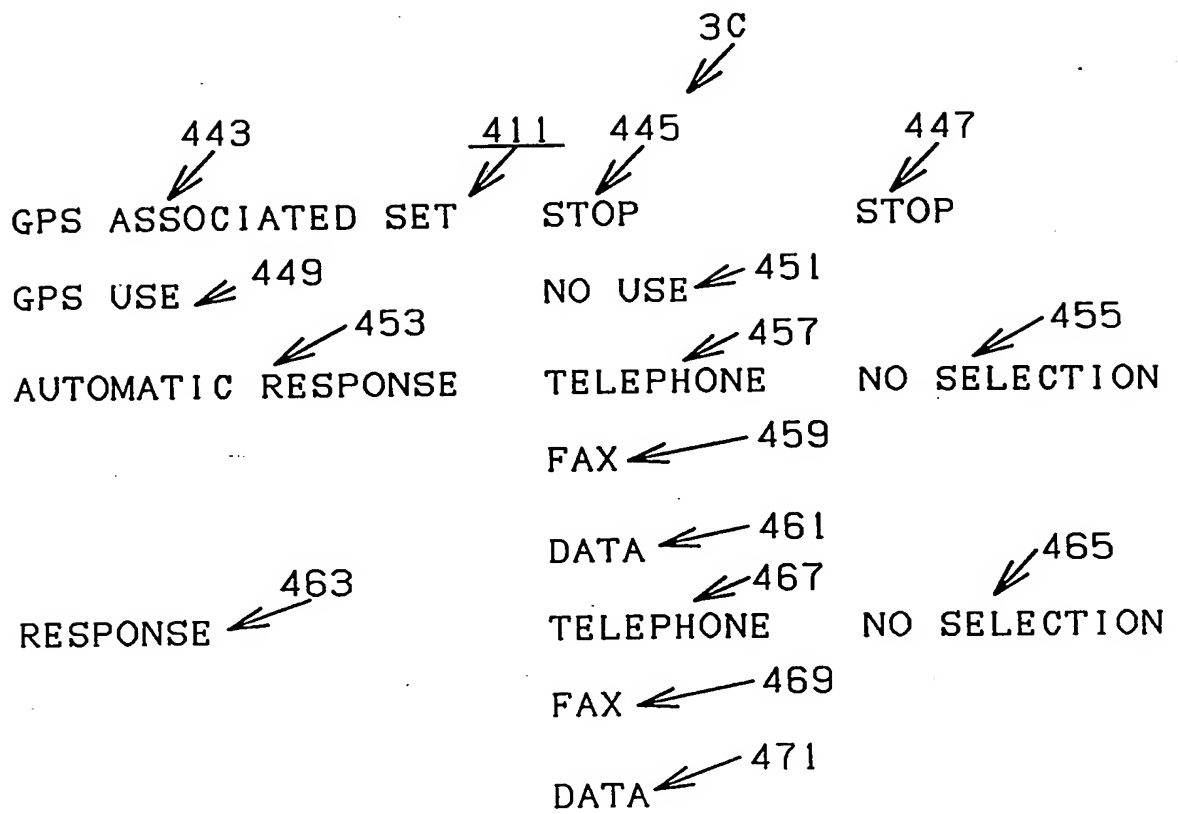 3C
443 411 445 447
GPS ASSOCIATED SET STOP STOP
GPS USE 449 NO USE 451
453 457 455
AUTOMATIC RESPONSE TELEPHONE NO SELECTION
FAX 459
DATA 461
463 467 465
RESPONSE TELEPHONE NO SELECTION
FAX 469
DATA 471